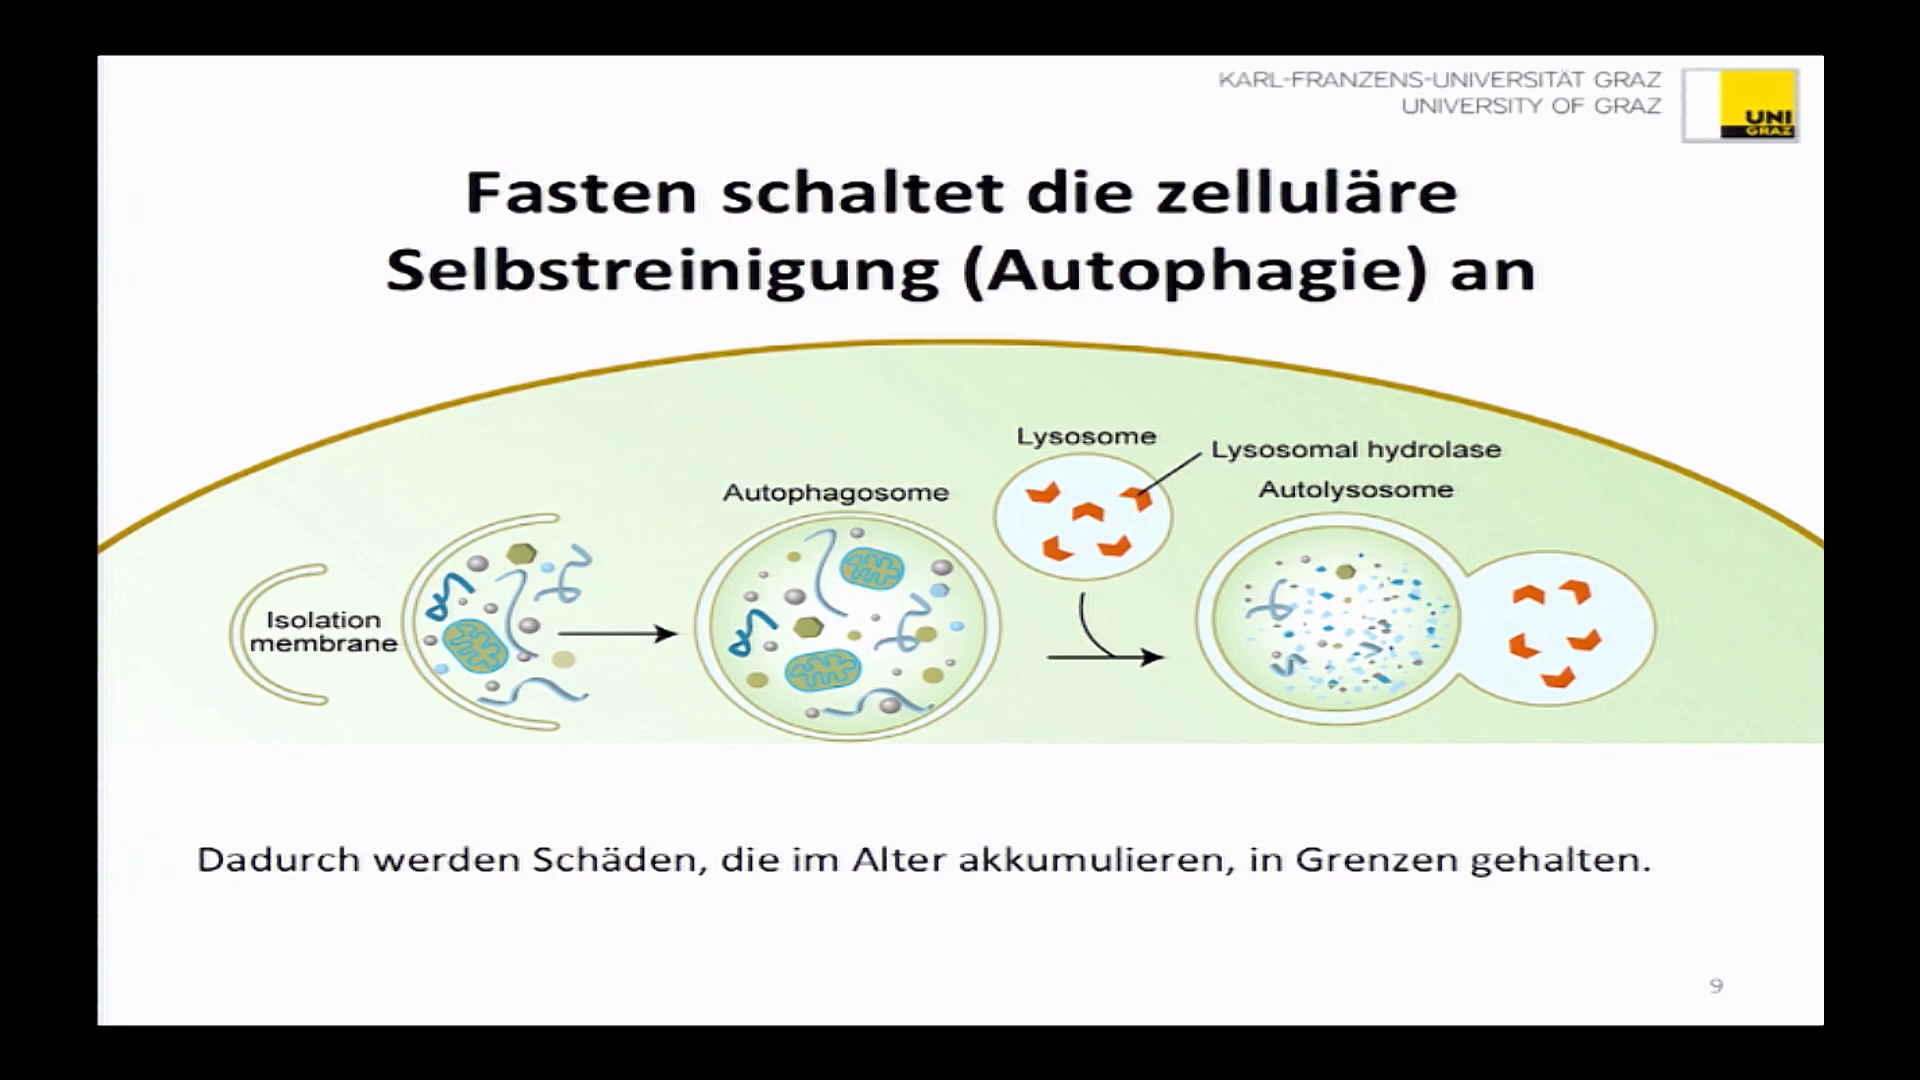 KARL-FRANZENS-UNIVERSITÄT GRAZ
UNIVERSITY OF GRAZ
UNI
GRAZ
Fasten schaltet die zelluläre
Selbstreinigung (Autophagie) an
Lysosome
Lysosomal hydrolase
Autophagosome
Autolysosome
Isolation
membrane
Dadurch werden Schäden, die im Alter akkumulieren, in Grenzen gehalten.
9